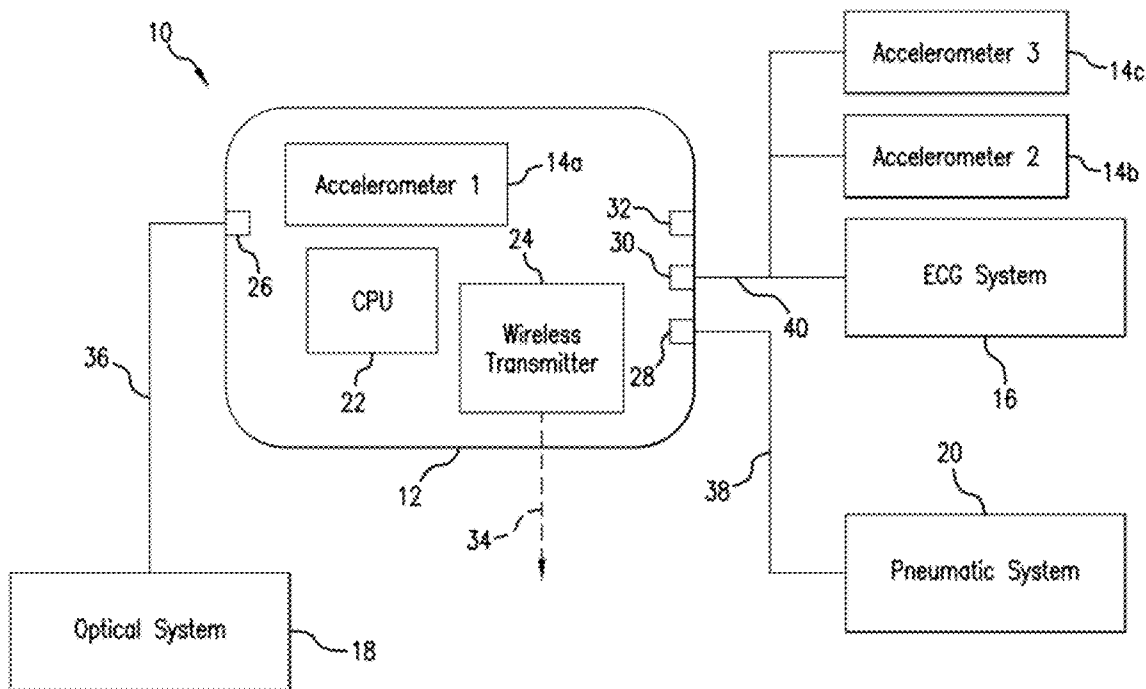 10
Accelerometer 3
14c
Accelerometer 2
14b
Accelerometer 1
14a
32
24
30
26
CPU
ECG System
40
Wireless
Transmitter
28
36
22
16
12
38
20
34
Pneumatic System
Optical System
18